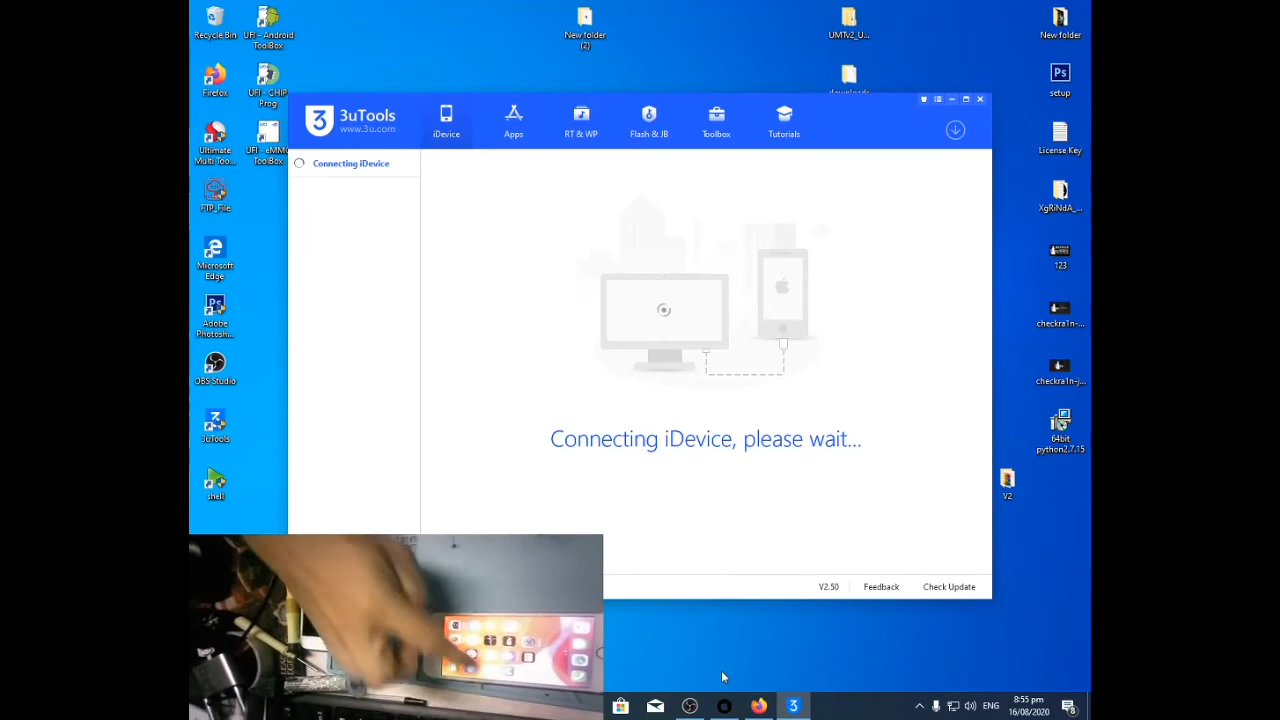 Recycle Bin
UFI - Android
ToolBox
New folder
(2)
UMTv2_U...
New folder
Firefox
UFI - CHIP
Prog
downloads
setup
3uTools
www.3u.com
iDevice
Apps
RT & WP
Flash & JB
Toolbox
Tutorials
Ultimate
Multi Too...
UFI - eMMC
ToolBox
License Key
Connecting iDevice
FTP_File
XgRiNdA_...
Microsoft
Edge
123
Adobe
Photosh...
checkra1n-...
OBS Studio
checkra1n-j...
3uTools
Connecting iDevice, please wait...
64bit
python2.7.15
shell
V2
V2.50
Feedback
Check Update
ENG
8:55 pm
16/08/2020